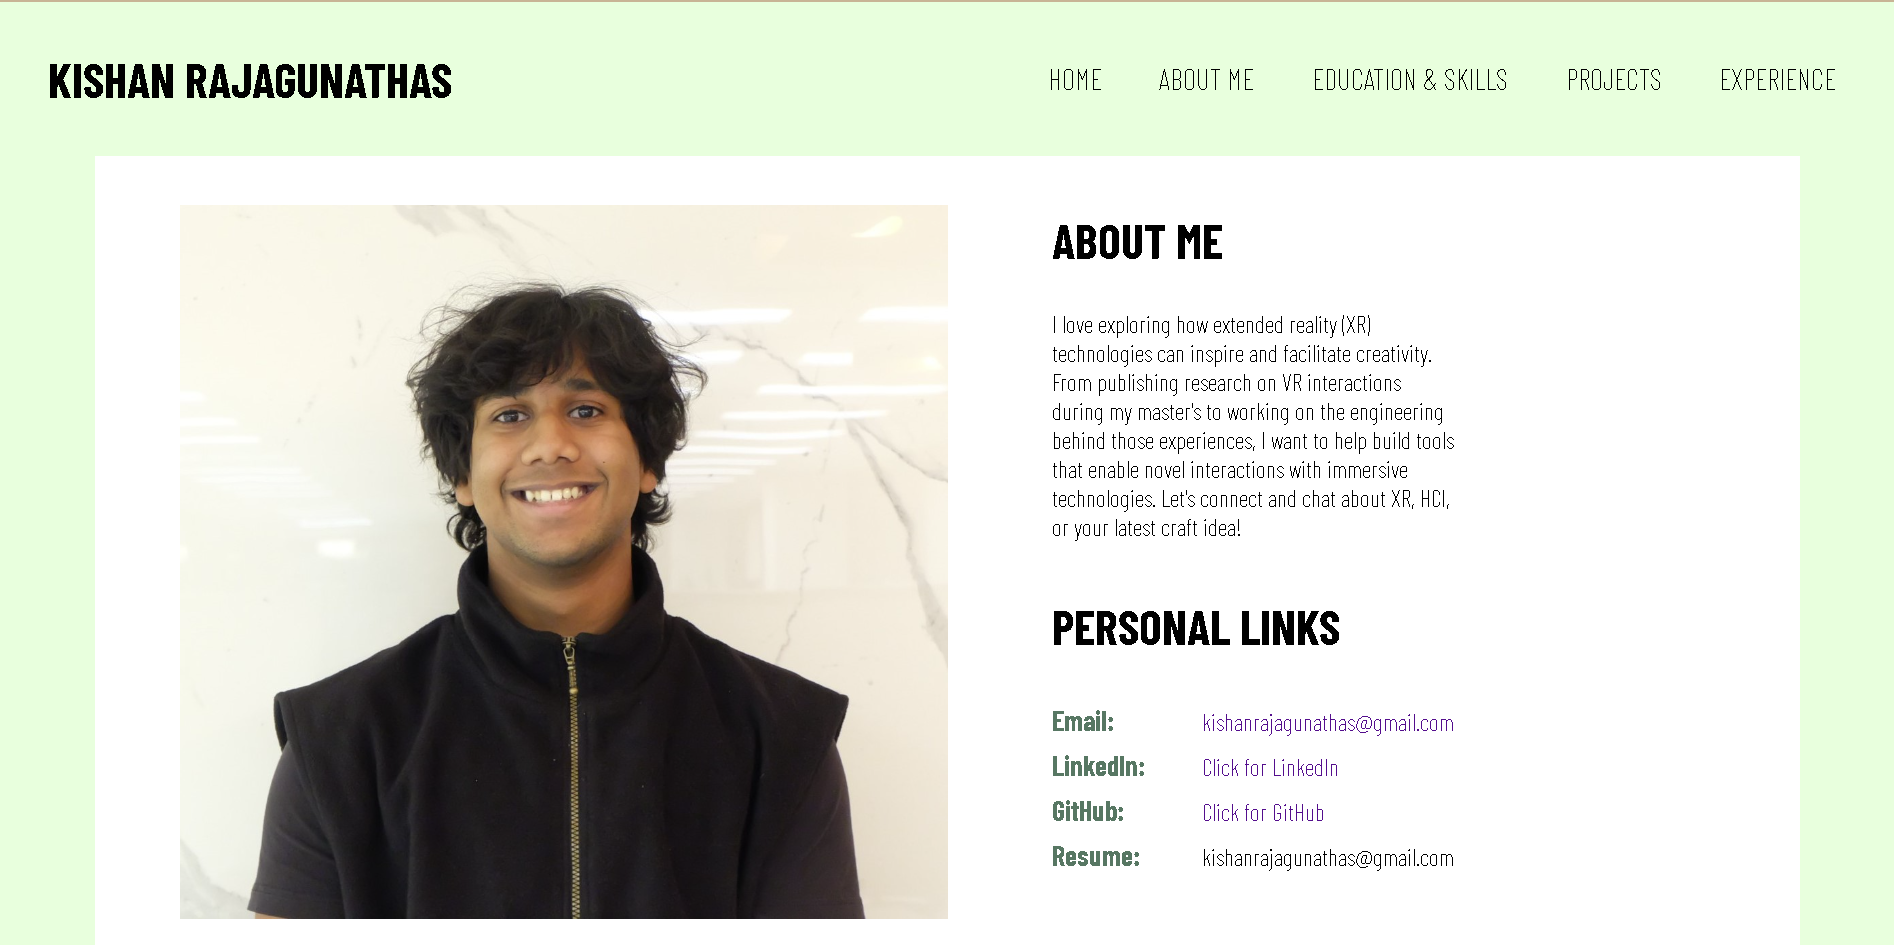 KISHAN RAJAGUNATHAS
HOME ABOUT ME EDUCATION & SKILLS PROJECTS EXPERIENCE
ABOUT ME
I love exploring how extended reality (XR)
technologies can inspire and facilitate creativity.
From publishing research on VR interactions
during my master's to working on the engineering
behind those experiences, I want to help build tools
that enable novel interactions with immersive
technologies. Let's connect and chat about XR, HCI,
or your latest craft idea!
PERSONAL LINKS
Email: kishanrajagunathas@gmail.com
LinkedIn: Click for LinkedIn
GitHub: Click for GitHub
Resume: kishanrajagunathas@gmail.com